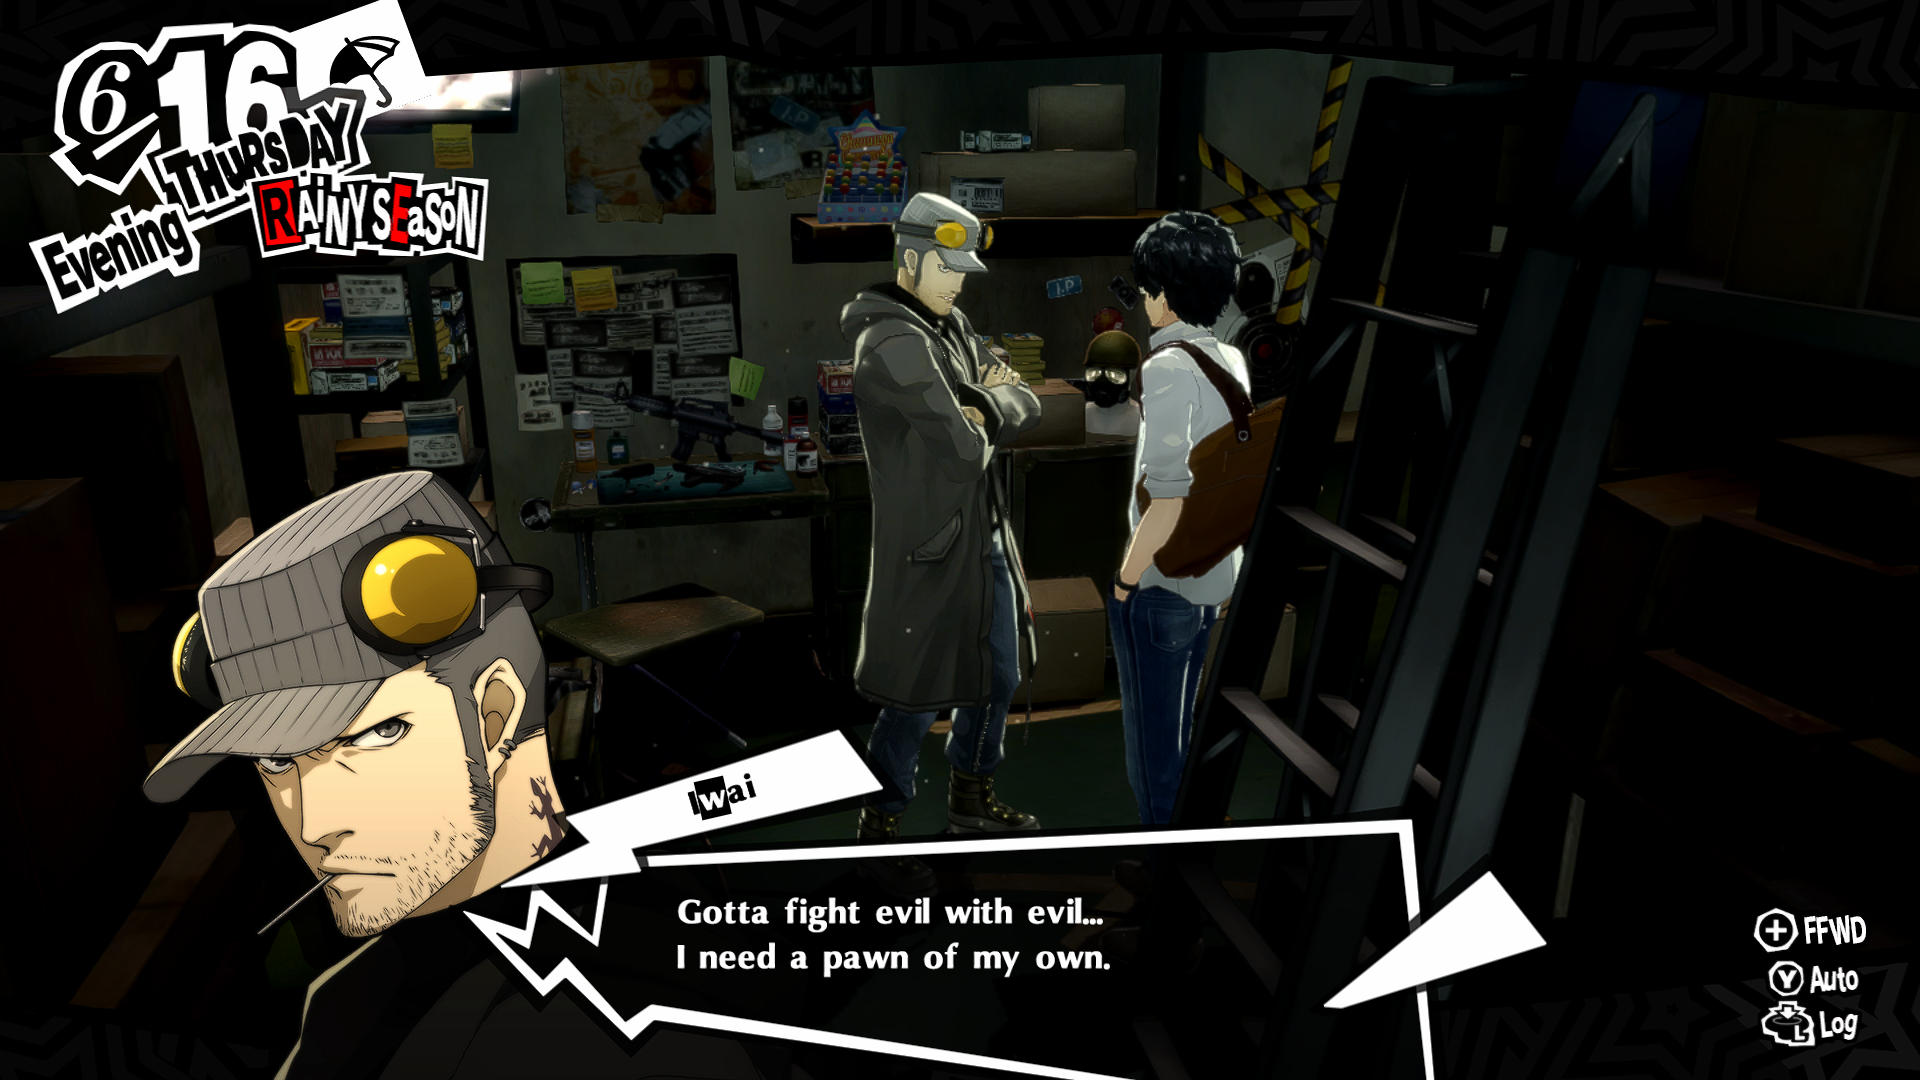 6/16
THURSDAY
RAiNY SEaSoN
Evening
I.P
I.P
Iwai
Gotta fight evil with evil...
I need a pawn of my own.
FFWD
Y Auto
L Log